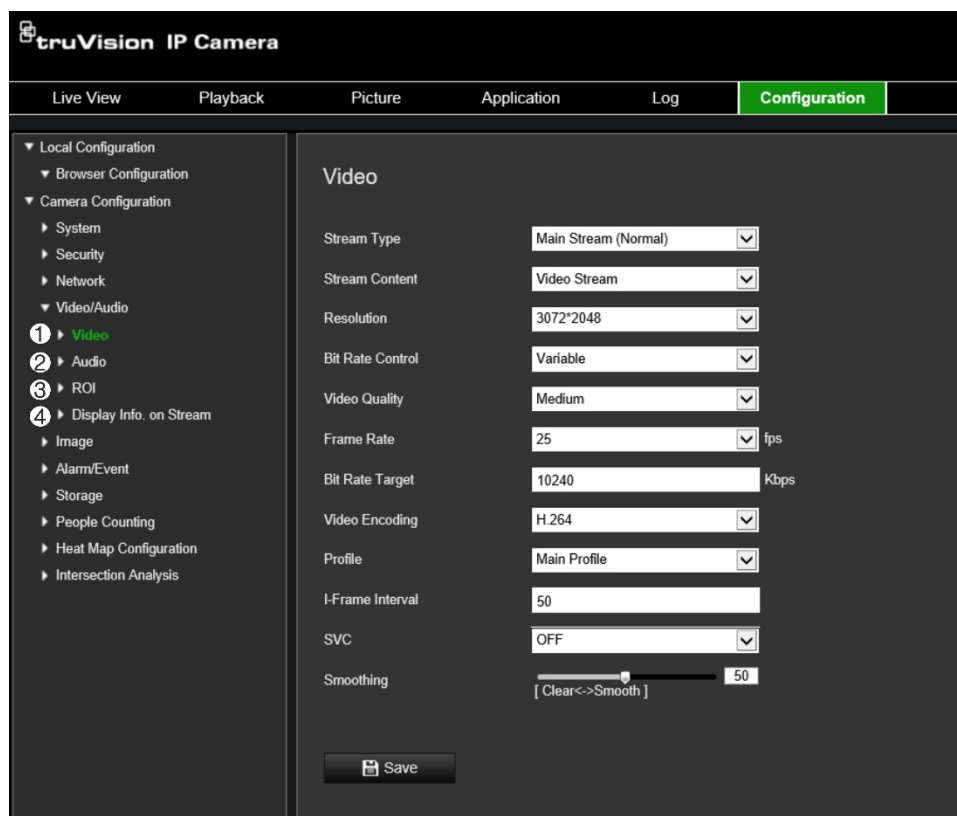 truVision IP Camera
Live View Playback Picture Application Log Configuration
Local Configuration
Browser Configuration
Camera Configuration
System
Security
Network
Video/Audio
1 Video
2 Audio
3 ROI
4 Display Info. on Stream
Image
Alarm/Event
Storage
People Counting
Heat Map Configuration
Intersection Analysis
Video
Stream Type Main Stream (Normal)
Stream Content Video Stream
Resolution 3072*2048
Bit Rate Control Variable
Video Quality Medium
Frame Rate 25 fps
Bit Rate Target 10240 Kbps
Video Encoding H.264
Profile Main Profile
I-Frame Interval 50
SVC OFF
Smoothing 50
[ Clear<->Smooth ]
Save